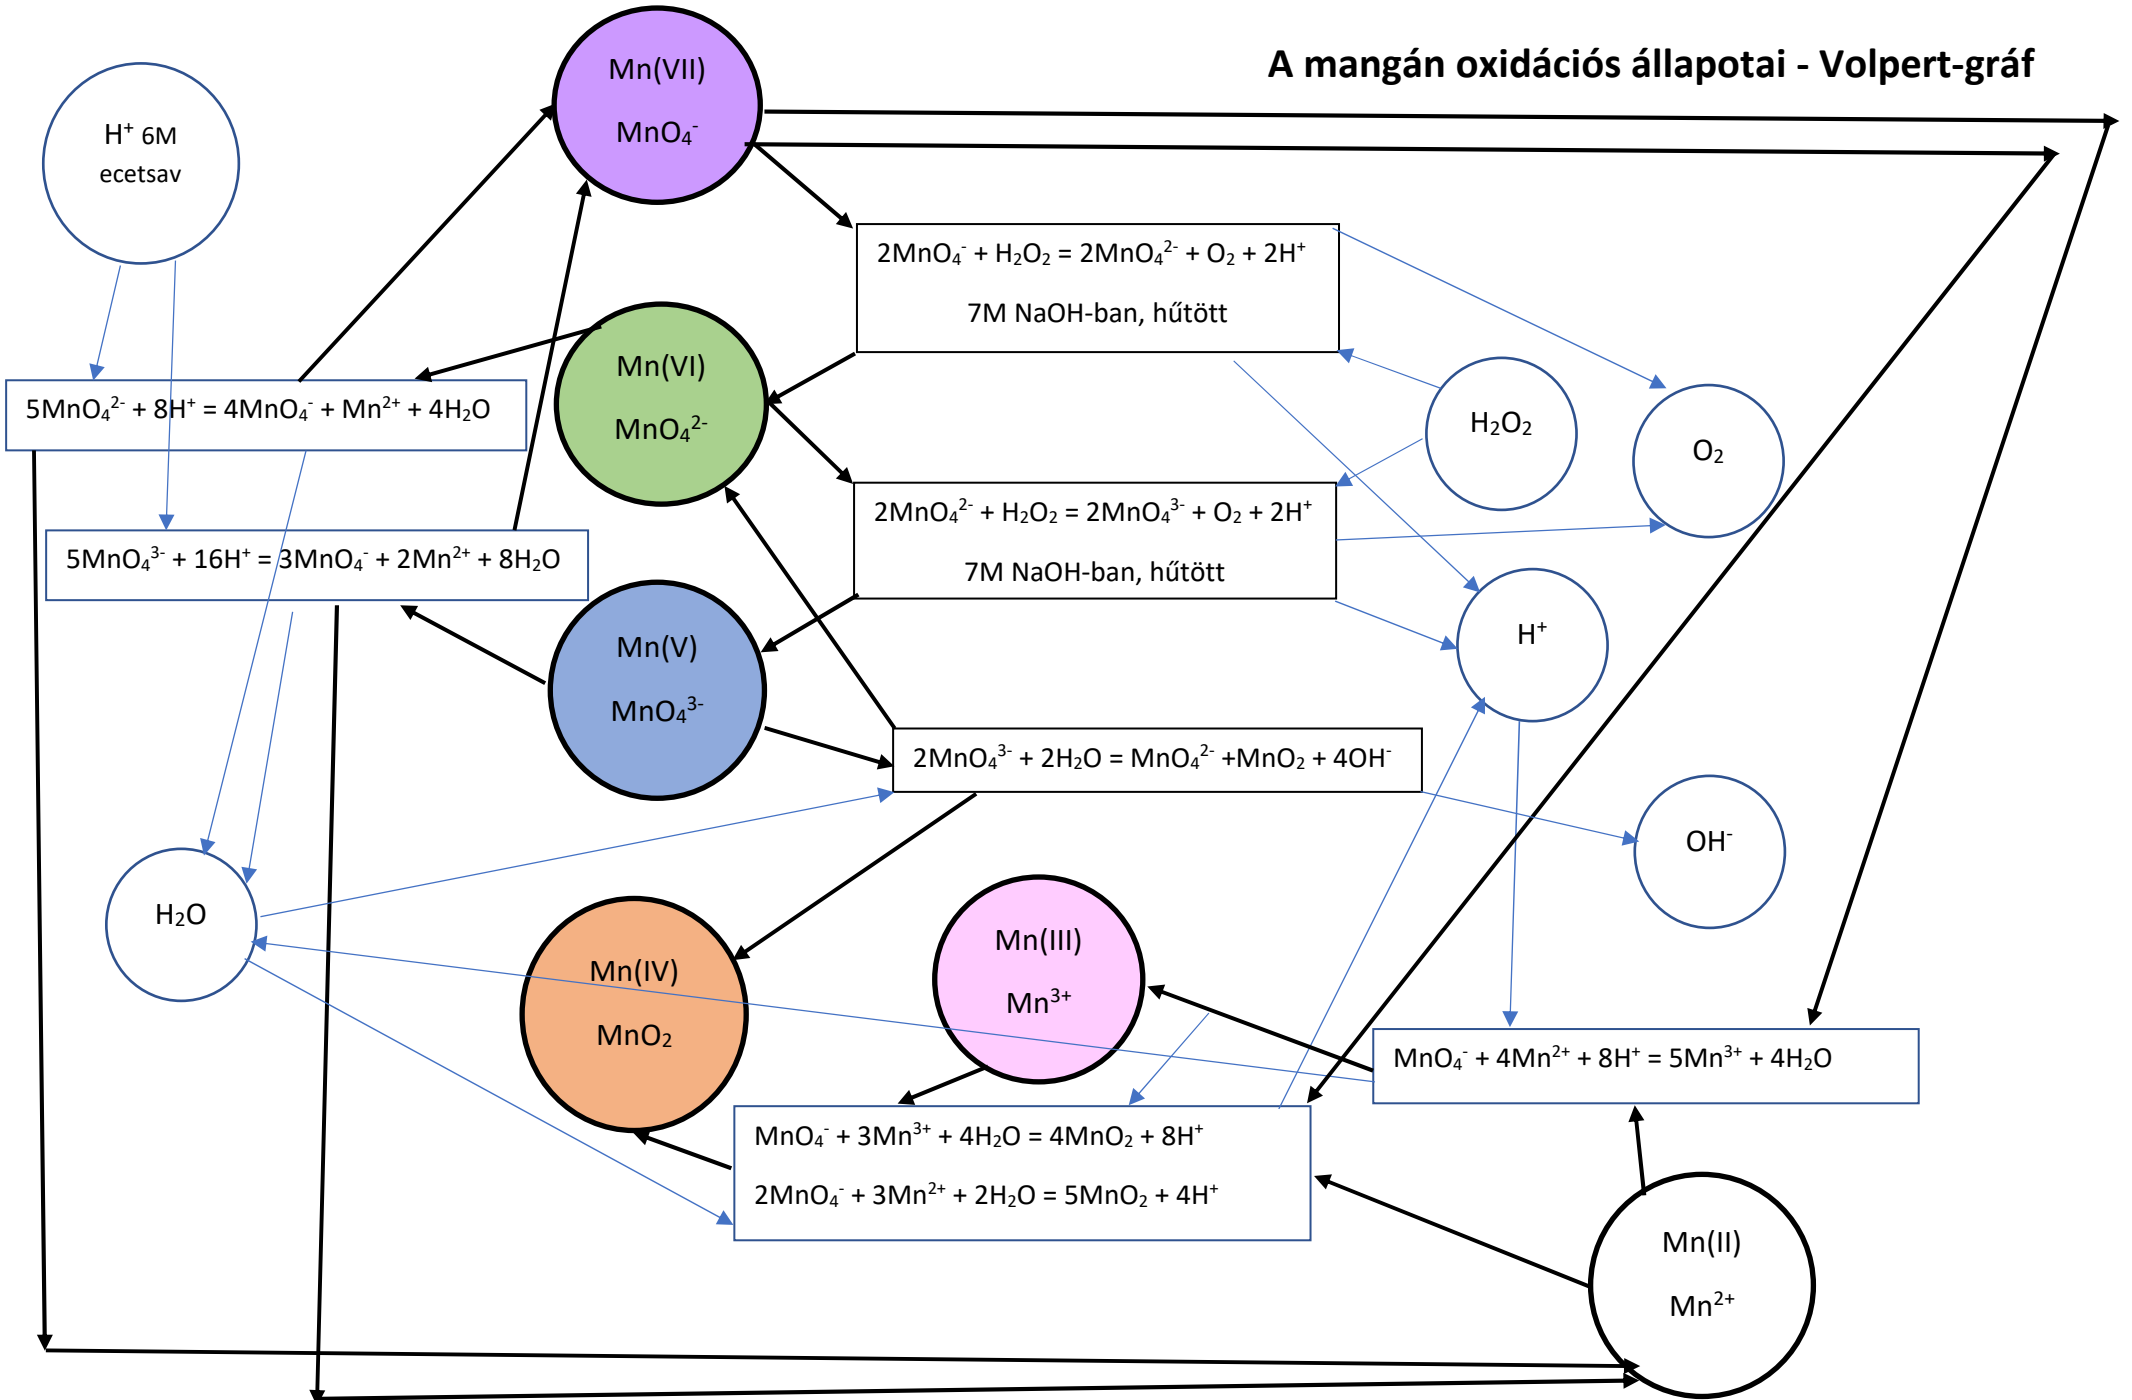 A mangán oxidációs állapotai - Volpert-gráf
Mn(VII)
MnO₄⁻
H⁺ 6M
ecetsav
2MnO₄⁻ + H₂O₂ = 2MnO₄²⁻ + O₂ + 2H⁺
7M NaOH-ban, hűtött
Mn(VI)
MnO₄²⁻
5MnO₄²⁻ + 8H⁺ = 4MnO₄⁻ + Mn²⁺ + 4H₂O
H₂O₂
O₂
2MnO₄²⁻ + H₂O₂ = 2MnO₄³⁻ + O₂ + 2H⁺
7M NaOH-ban, hűtött
5MnO₄³⁻ + 16H⁺ = 3MnO₄⁻ + 2Mn²⁺ + 8H₂O
H⁺
Mn(V)
MnO₄³⁻
2MnO₄³⁻ + 2H₂O = MnO₄²⁻ +MnO₂ + 4OH⁻
OH⁻
H₂O
Mn(IV)
MnO₂
Mn(III)
Mn³⁺
MnO₄⁻ + 4Mn²⁺ + 8H⁺ = 5Mn³⁺ + 4H₂O
MnO₄⁻ + 3Mn³⁺ + 4H₂O = 4MnO₂ + 8H⁺
2MnO₄⁻ + 3Mn²⁺ + 2H₂O = 5MnO₂ + 4H⁺
Mn(II)
Mn²⁺